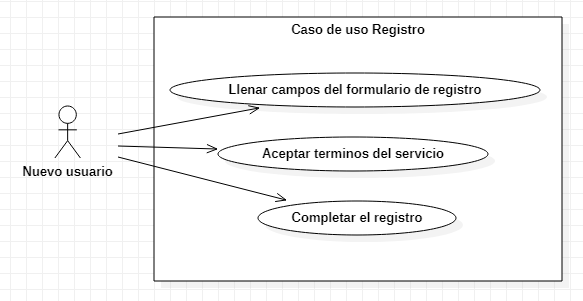 Caso de uso Registro
Llenar campos del formulario de registro
Aceptar terminos del servicio
Nuevo usuario
Completar el registro